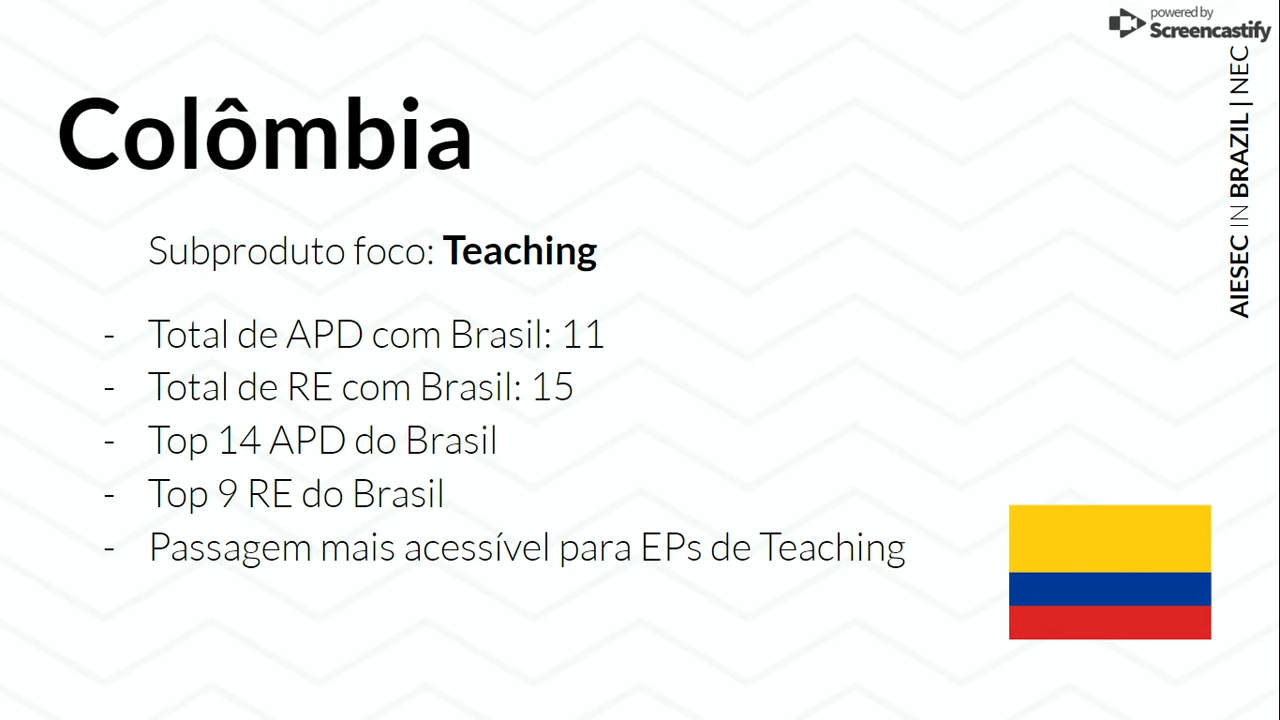 powered by
Screencastify
AIESEC IN BRAZIL | NEC
Colômbia
Subproduto foco: Teaching
- Total de APD com Brasil: 11
- Total de RE com Brasil: 15
- Top 14 APD do Brasil
- Top 9 RE do Brasil
- Passagem mais acessível para EPs de Teaching